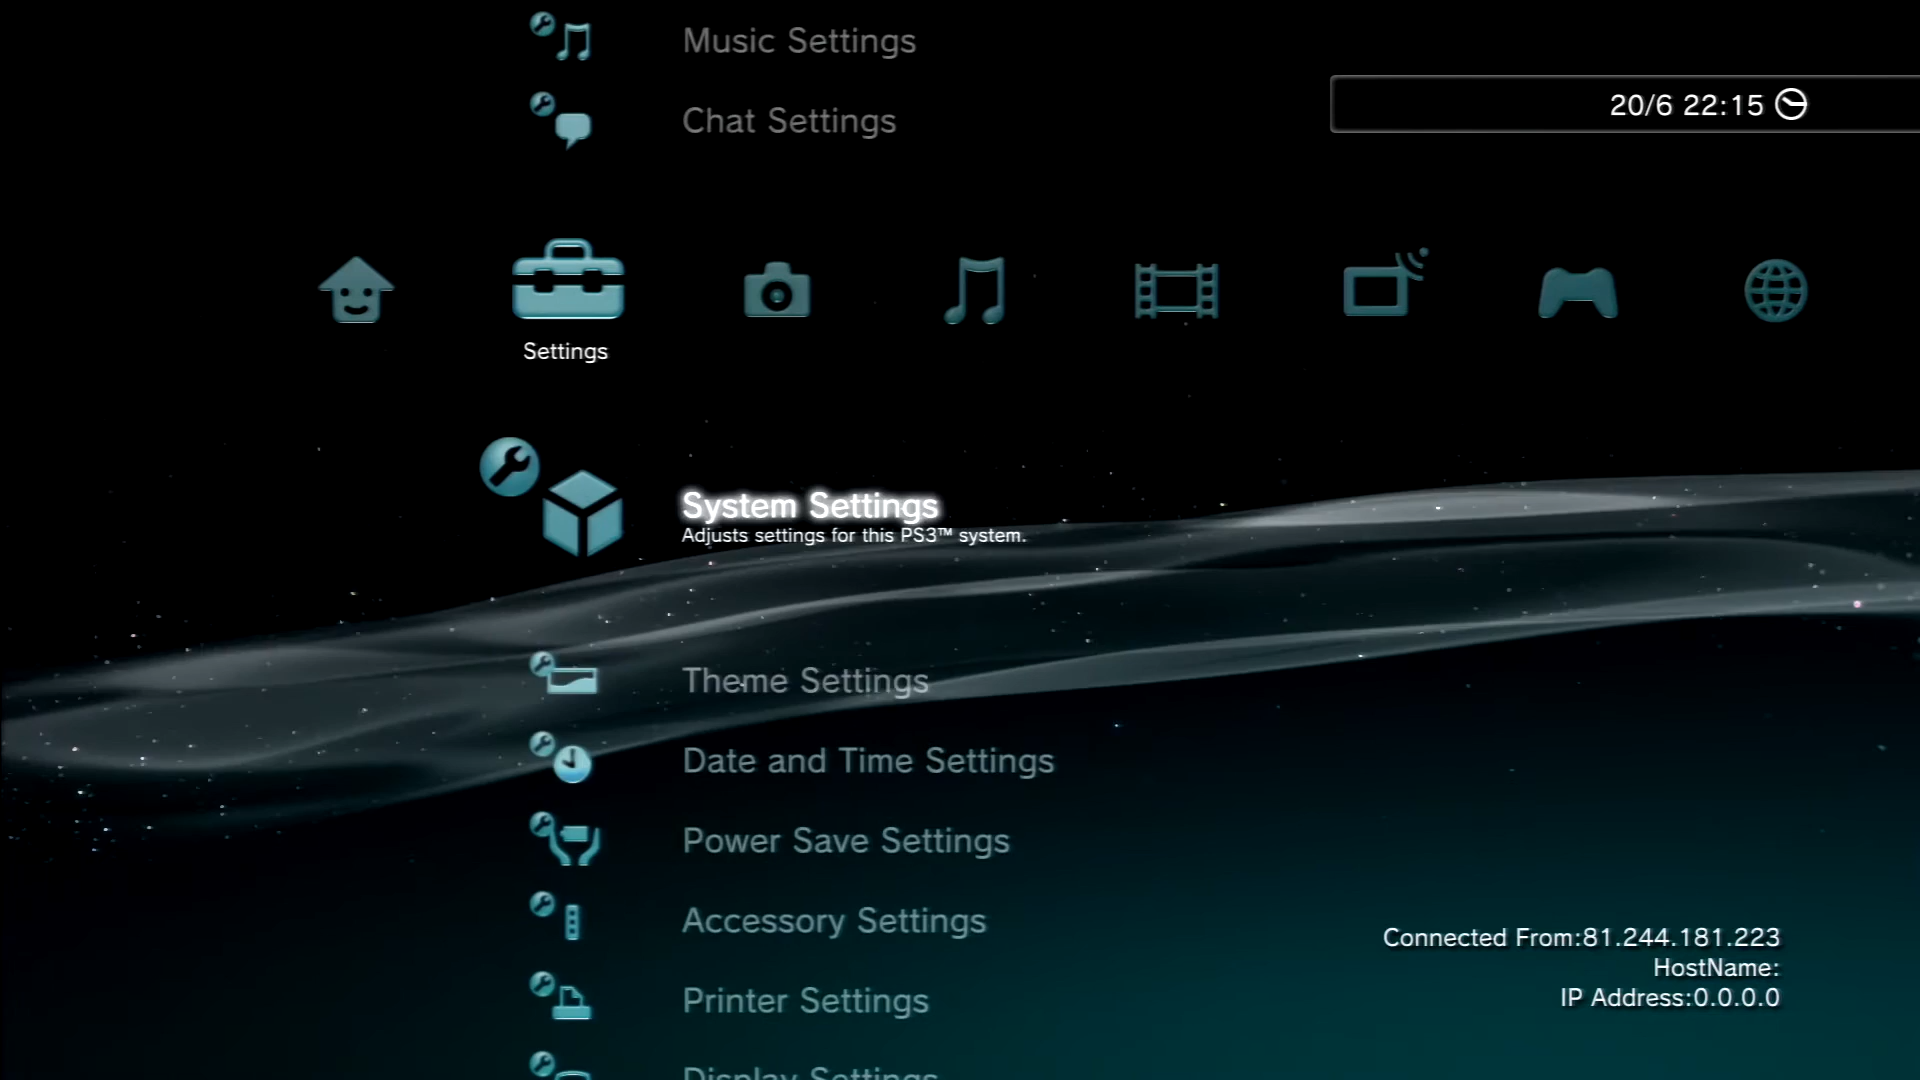 Music Settings
Chat Settings
20/6 22:15
Settings
System Settings
Adjusts settings for this PS3™ system.
Theme Settings
Date and Time Settings
Power Save Settings
Accessory Settings
Printer Settings
Display Settings
Connected From:81.244.181.223
HostName:
IP Address:0.0.0.0